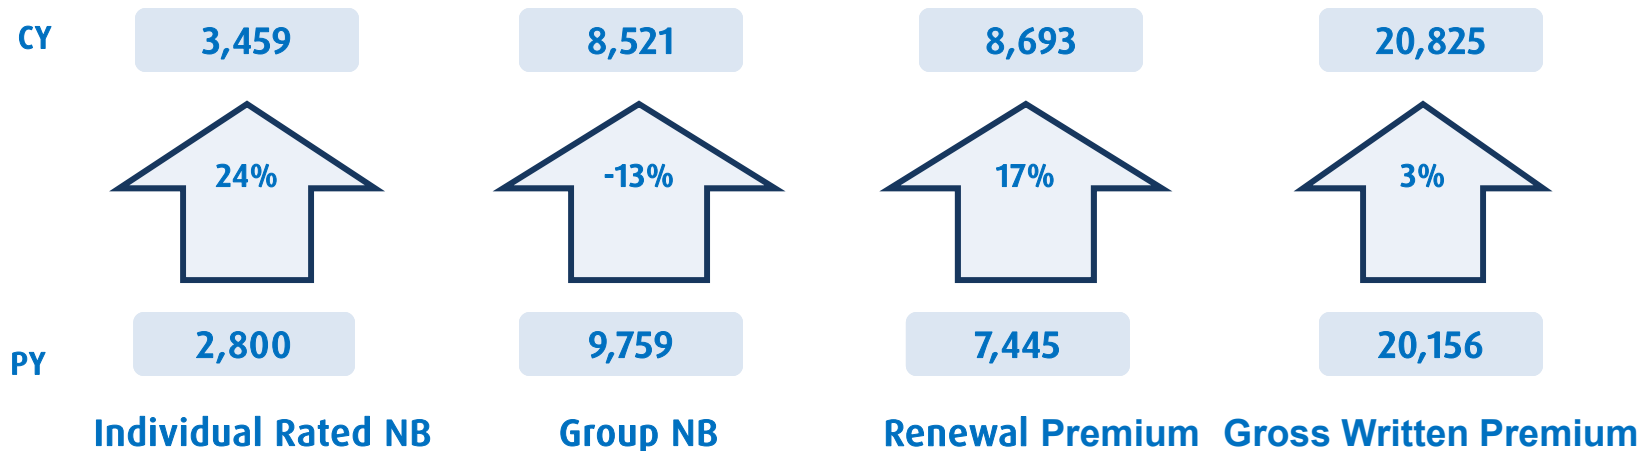 CY 3,459 8,521 8,693 20,825
24% -13% 17% 3%
PY 2,800 9,759 7,445 20,156
Individual Rated NB Group NB Renewal Premium Gross Written Premium